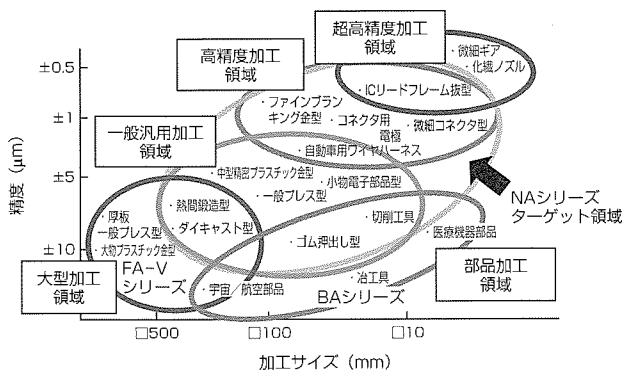 超高精度加工
領域
高精度加工
領域
・微細ギア
・化繊ノズル
・ICリードフレーム抜型
・ファインブラン
キング金型
・コネクタ用
電極
・微細コネクタ型
・自動車用ワイヤハーネス
一般汎用加工
領域
・中型精密プラスチック金型
・小物電子部品型
・一般プレス型
・熱間鍛造型
・ダイキャスト型
・切削工具
・ゴム押出し型
・医療機器部品
・厚板
一般プレス型
・大物プラスチック金型
FA-V
シリーズ
・宇宙/航空部品
・冶工具
BAシリーズ
NAシリーズ
ターゲット領域
大型加工
領域
部品加工
領域
精度(μm)
±0.5
±1
±5
±10
□500
□100
□10
加工サイズ(mm)